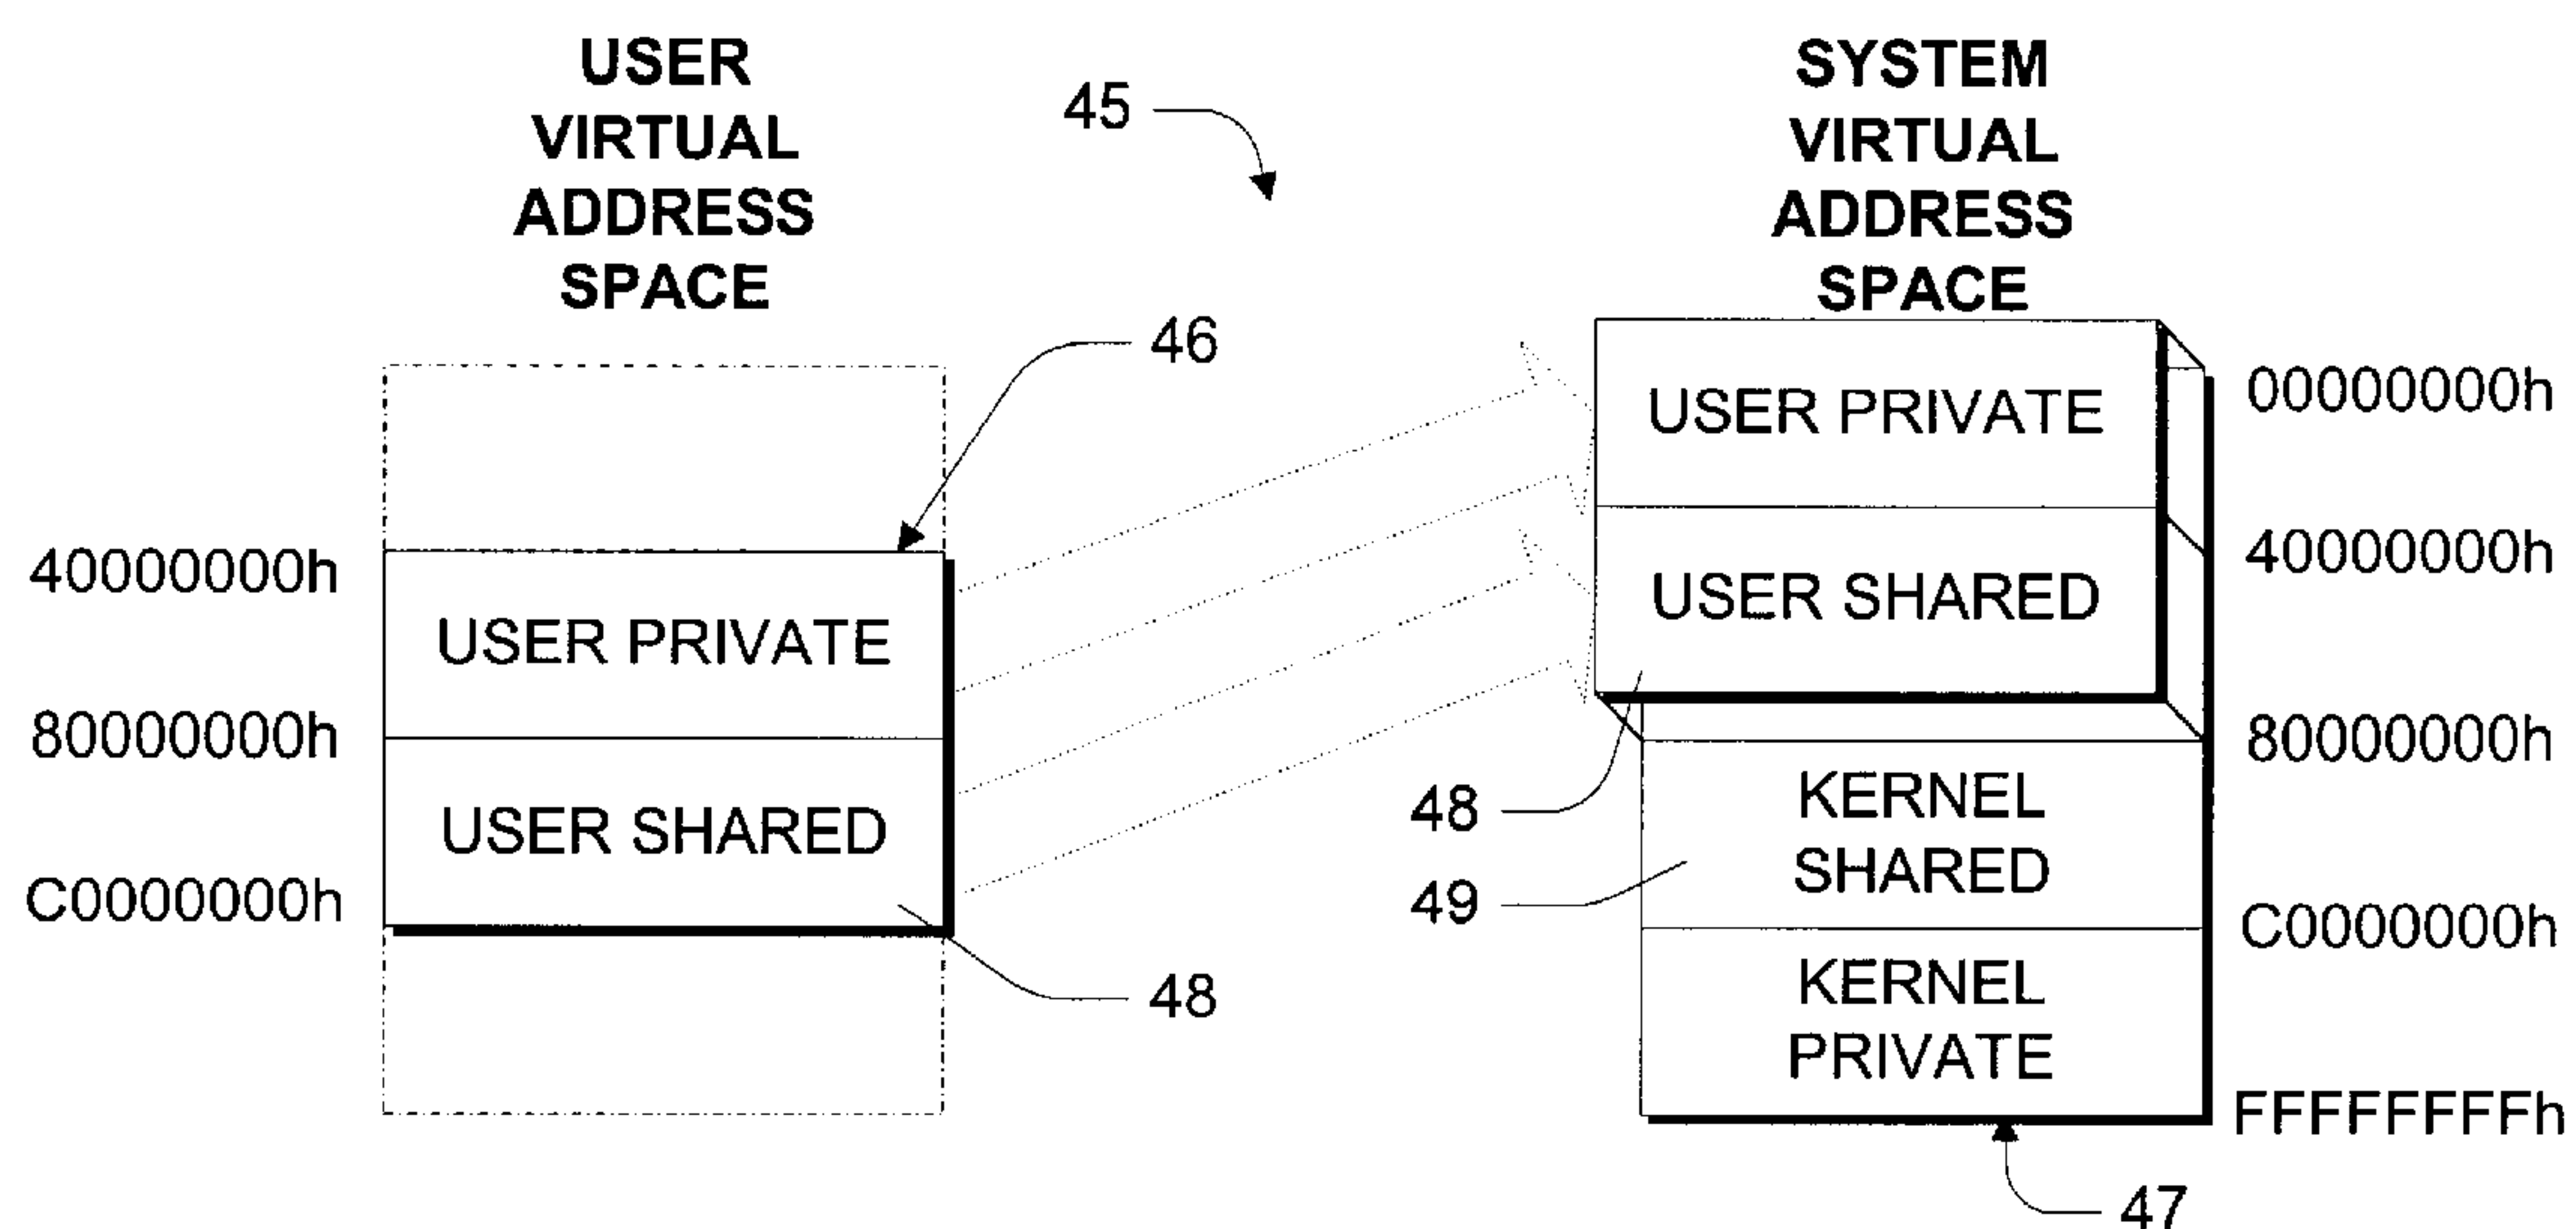 USER
VIRTUAL
ADDRESS
SPACE
45
SYSTEM
VIRTUAL
ADDRESS
SPACE
46
40000000h
USER PRIVATE
80000000h
USER SHARED
C0000000h
48
USER PRIVATE
00000000h
40000000h
USER SHARED
80000000h
48
KERNEL
SHARED
49
C0000000h
KERNEL
PRIVATE
FFFFFFFFh
47